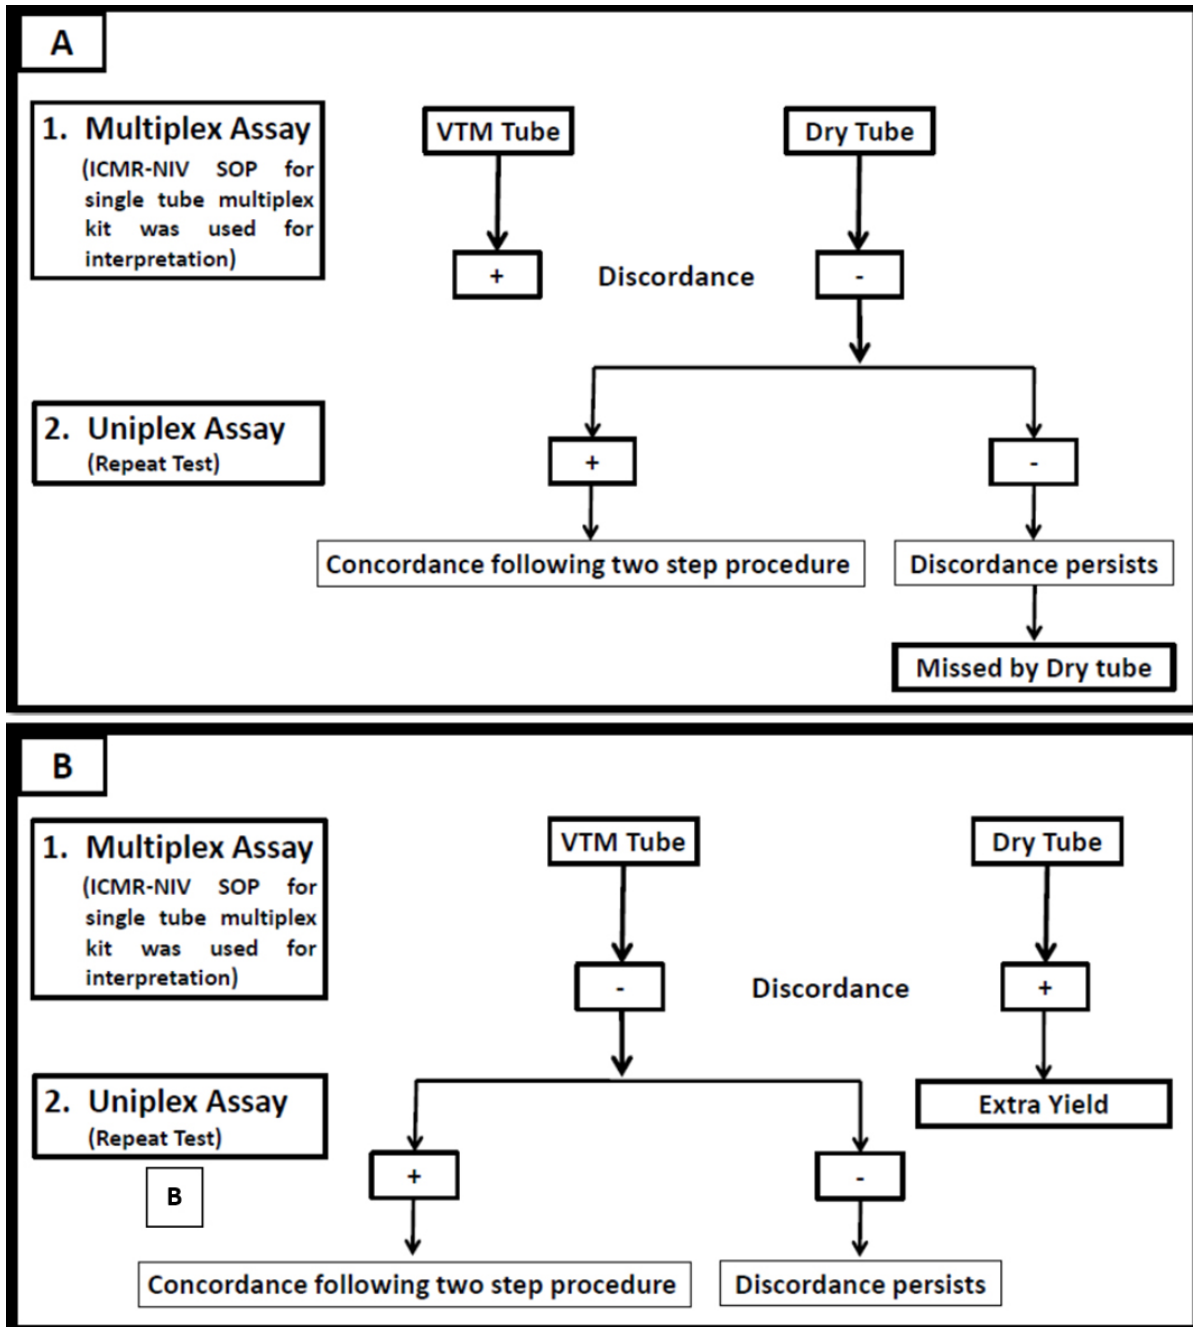 A
1. Multiplex Assay
(ICMR-NIV SOP for
single tube multiplex
kit was used for
interpretation)
VTM Tube
Dry Tube
+
Discordance
-
2. Uniplex Assay
(Repeat Test)
+
-
Concordance following two step procedure
Discordance persists
Missed by Dry tube
B
1. Multiplex Assay
(ICMR-NIV SOP for
single tube multiplex
kit was used for
interpretation)
VTM Tube
Dry Tube
-
Discordance
+
2. Uniplex Assay
(Repeat Test)
Extra Yield
B
+
-
Concordance following two step procedure
Discordance persists